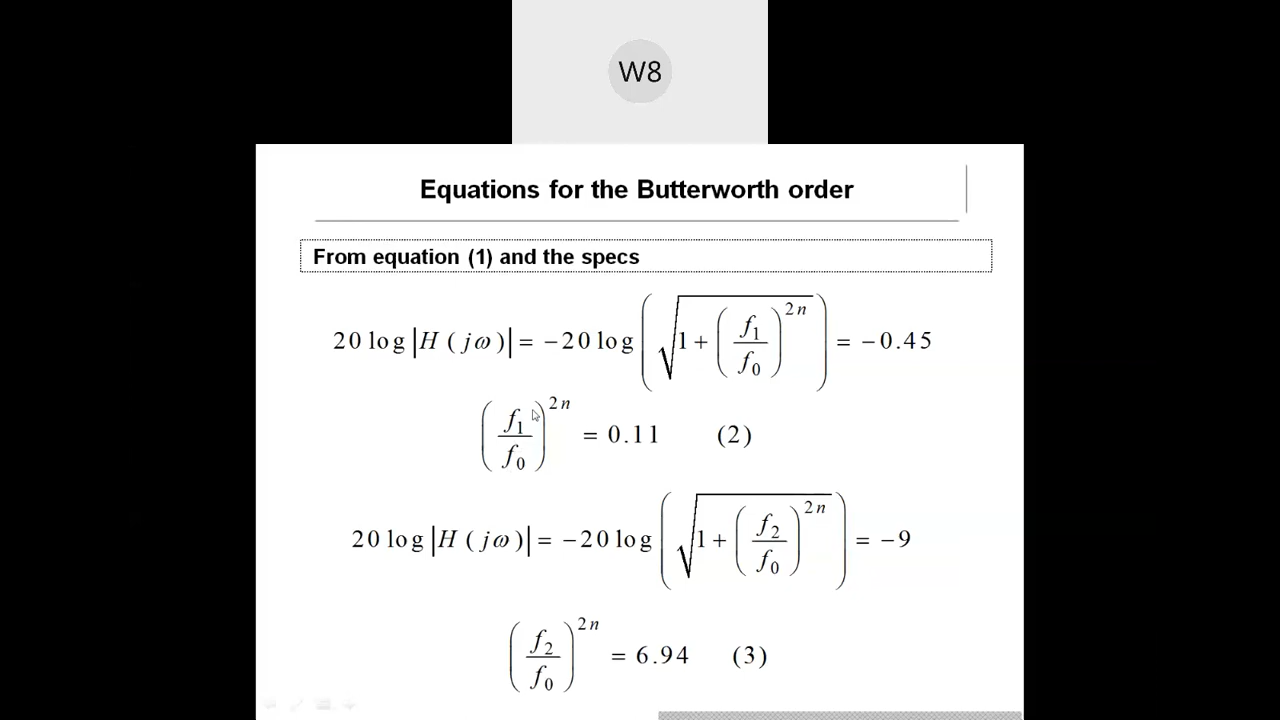 W8
Equations for the Butterworth order
From equation (1) and the specs
20 log |H (jω)| = −20 log ( √(1 + (f₁/f₀)^{2n}) ) = −0.45
(f₁/f₀)^{2n} = 0.11 (2)
20 log |H (jω)| = −20 log ( √(1 + (f₂/f₀)^{2n}) ) = −9
(f₂/f₀)^{2n} = 6.94 (3)